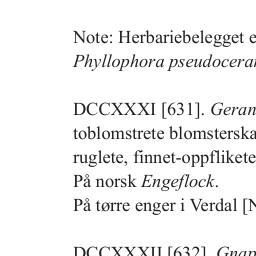 Note: Herbariebelegget e
Phyllophora pseudoceran
DCCXXXI [631]. Geran
toblomstrete blomsterska
ruglete, finnet-oppflikete
På norsk Engeflock.
På tørre enger i Verdal [N
DCCXXXII [632]. Gnap